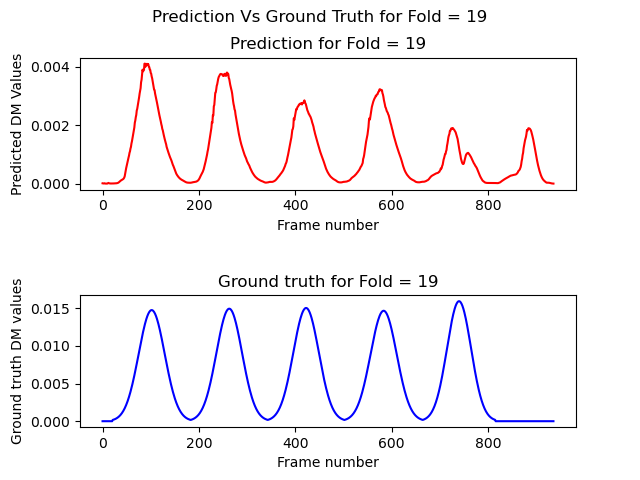 Prediction Vs Ground Truth for Fold = 19
Prediction for Fold = 19
Predicted DM Values
0.004
0.002
0.000
0 200 400 600 800
Frame number
Ground truth for Fold = 19
Ground truth DM values
0.015
0.010
0.005
0.000
0 200 400 600 800
Frame number